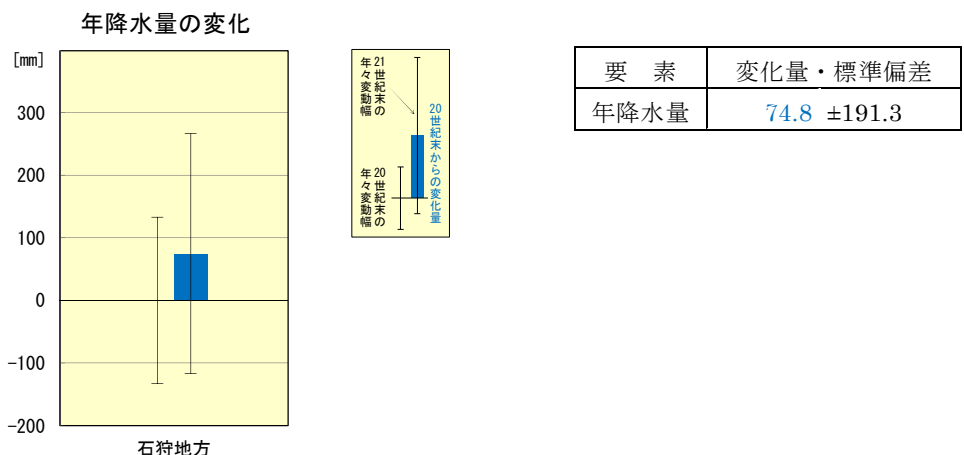 年降水量の変化
[mm]
300
200
100
0
-100
-200
石狩地方
21世紀末の
年々変動幅
20世紀末からの変化量
20世紀末の
年々変動幅
要　素　変化量・標準偏差
年降水量　74.8 ±191.3